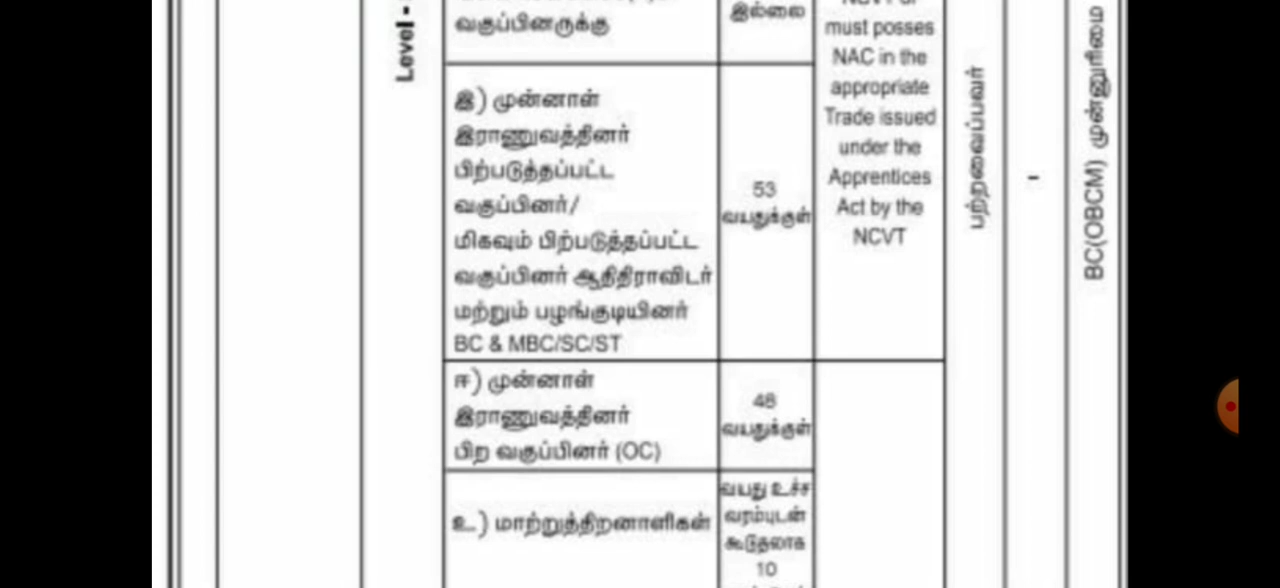 Level -
வகுப்பினருக்கு
இல்லை
must posses
NAC in the
appropriate
Trade issued
under the
Apprentices
Act by the
NCVT
இ) முன்னாள்
இராணுவத்தினர்
பிற்படுத்தப்பட்ட
வகுப்பினர்/
மிகவும் பிற்படுத்தப்பட்ட
வகுப்பினர் ஆதிதிராவிடர்
மற்றும் பழங்குடியினர்
BC & MBC/SC/ST
53
வயதுக்குள்
பற்றவைப்பவர்
-
BC(OBCM) முன்னுரிமை
ஈ) முன்னாள்
இராணுவத்தினர்
பிற வகுப்பினர் (OC)
48
வயதுக்குள்
உ) மாற்றுத்திறனாளிகள்
வயது உச்ச
வரம்புடன்
கூடுதலாக
10